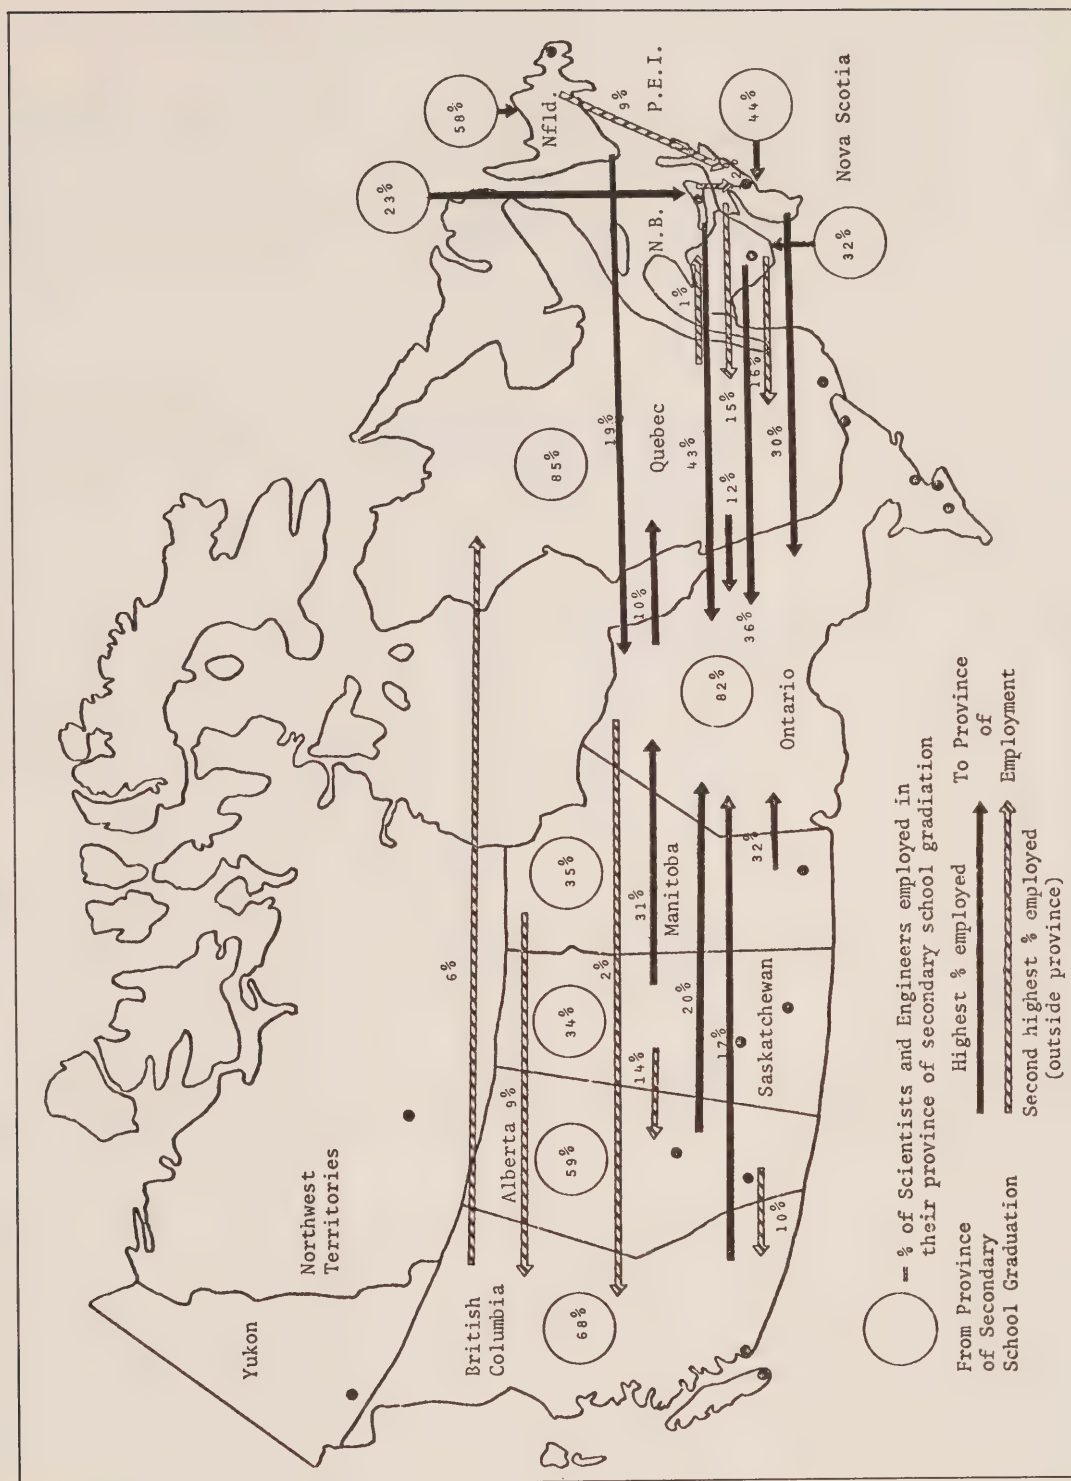 Yukon
Northwest
Territories
23%
6%
58%
British
Columbia
Alberta 9%
Nfld.
85%
59%
34%
35%
68%
2%
19%
9%
14%
31%
10%
Quebec
N.B.
P.E.I.
Manitoba
20%
43%
1%
17%
82%
12%
15%
2%
36%
32%
16%
44%
Saskatchewan
10%
30%
Ontario
Nova Scotia
32%
= % of Scientists and Engineers employed in
their province of secondary school gradiation
From Province
of Secondary
School Graduation
Highest % employed
To Province
of
Employment
Second highest % employed
(outside province)